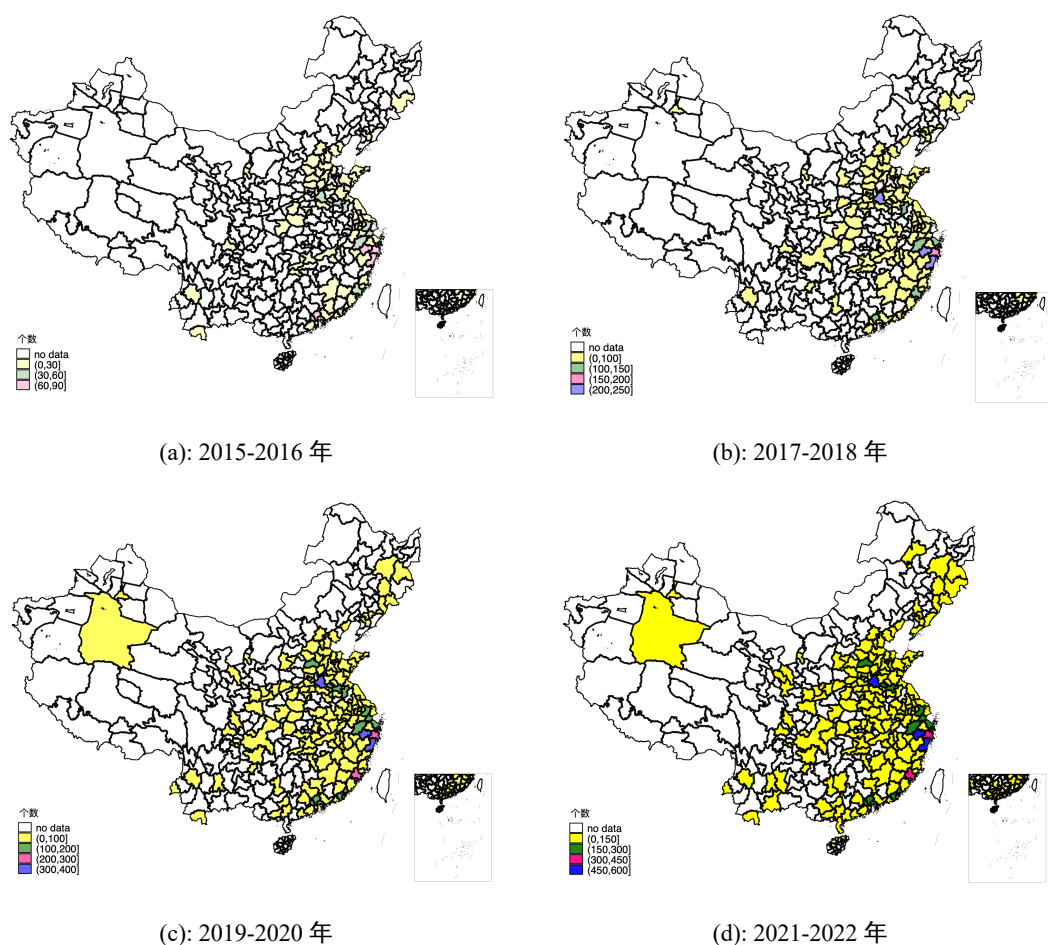 个数
no data
(0,30]
(30,60]
(60,90]
(a): 2015-2016 年
个数
no data
(0,100]
(100,150]
(150,200]
(200,250]
(b): 2017-2018 年
个数
no data
(0,100]
(100,200]
(200,300]
(300,400]
(c): 2019-2020 年
个数
no data
(0,150]
(150,300]
(300,450]
(450,600]
(d): 2021-2022 年